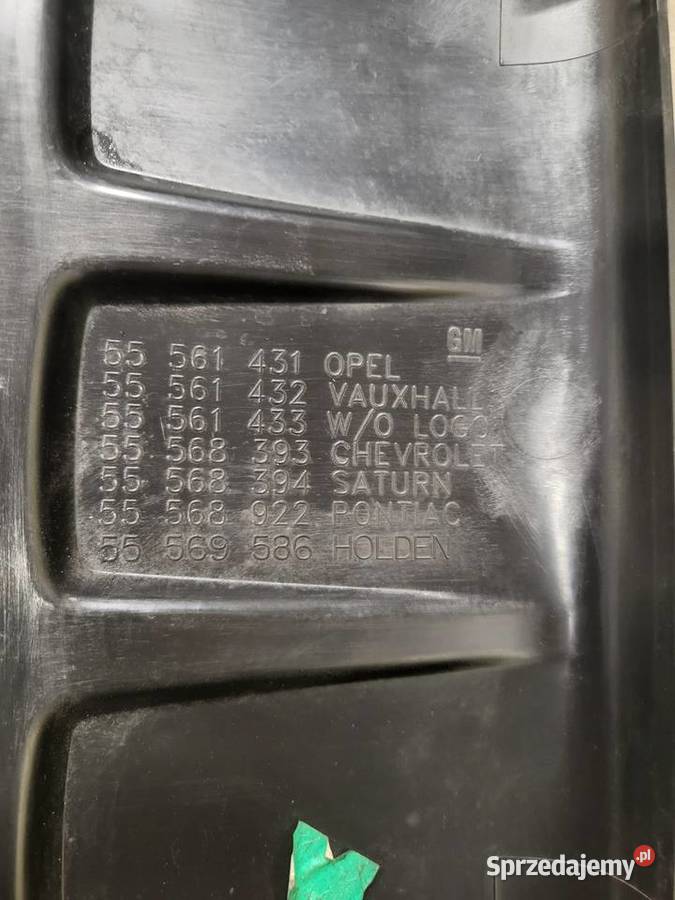 GM
55 561 431 OPEL
55 561 432 VAUXHALL
55 561 433 W/O LOGO
55 568 393 CHEVROLET
55 568 394 SATURN
55 568 922 PONTIAC
55 569 586 HOLDEN
Sprzedajemy.pl